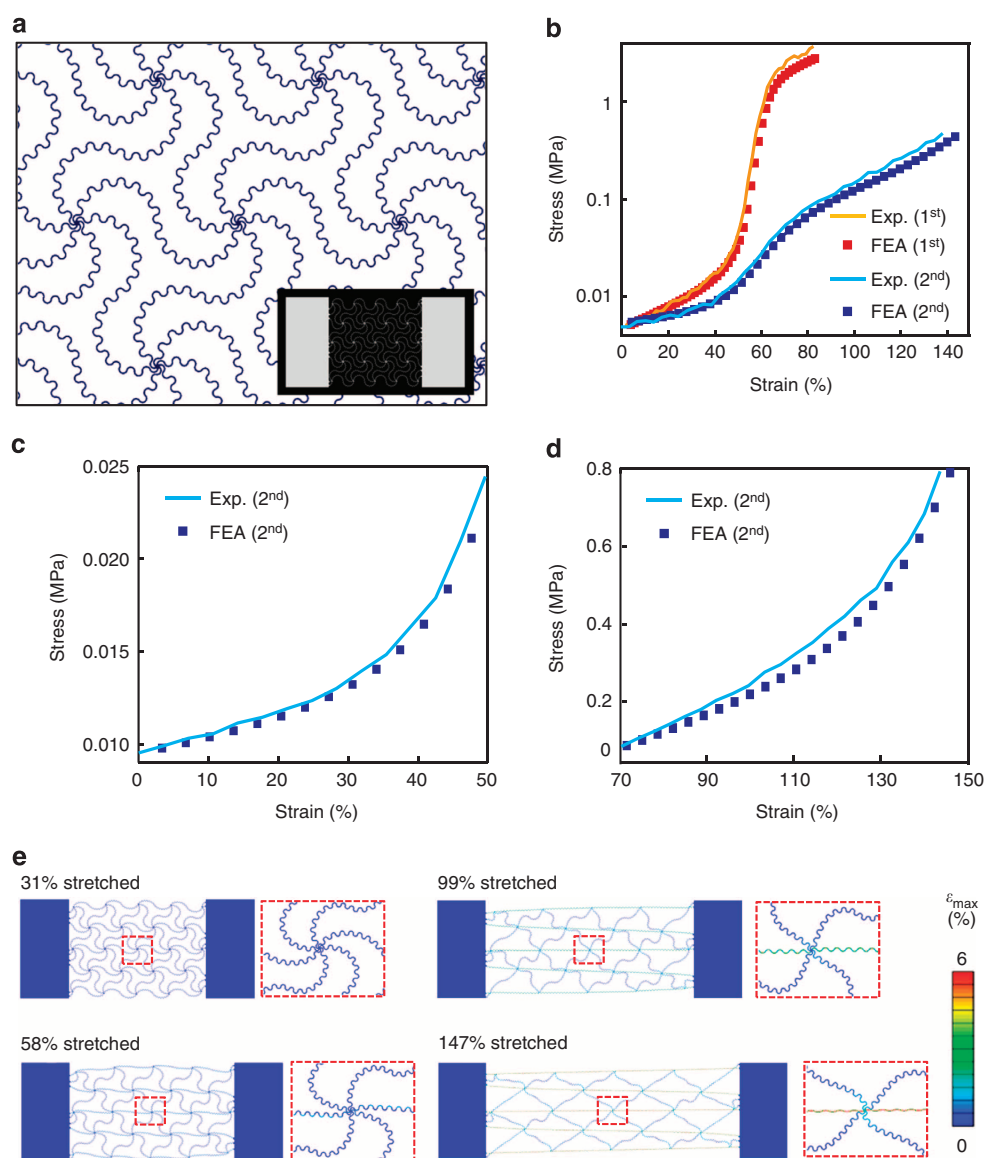 a
b
Stress (MPa)
1
0.1
0.01
Exp. (1st)
FEA (1st)
Exp. (2nd)
FEA (2nd)
0 20 40 60 80 100 120 140
Strain (%)
c
Stress (MPa)
0.025
0.020
0.015
0.010
Exp. (2nd)
FEA (2nd)
0 10 20 30 40 50
Strain (%)
d
Stress (MPa)
0.8
0.6
0.4
0.2
0
Exp. (2nd)
FEA (2nd)
70 90 110 130 150
Strain (%)
e
31% stretched
99% stretched
58% stretched
147% stretched
εmax
(%)
6
0